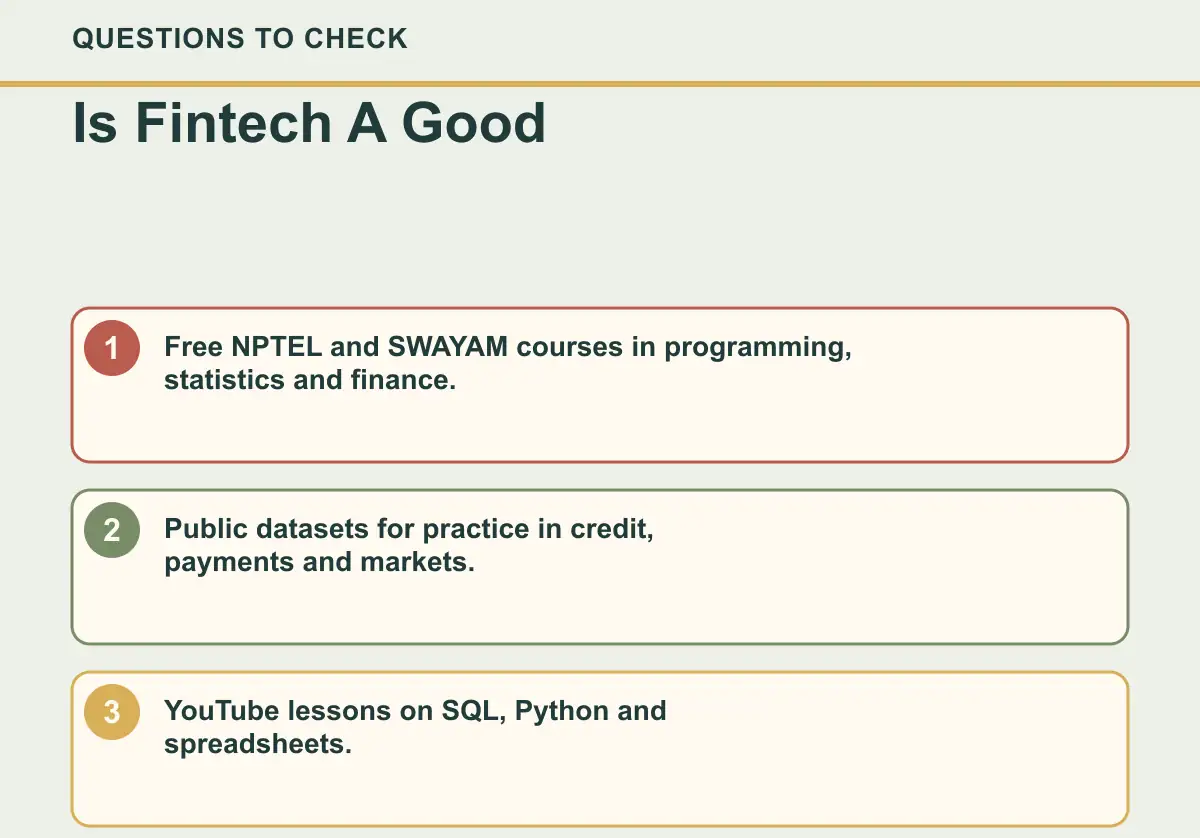 QUESTIONS TO CHECK
Is Fintech A Good
1
Free NPTEL and SWAYAM courses in programming,
statistics and finance.
2
Public datasets for practice in credit,
payments and markets.
3
YouTube lessons on SQL, Python and
spreadsheets.